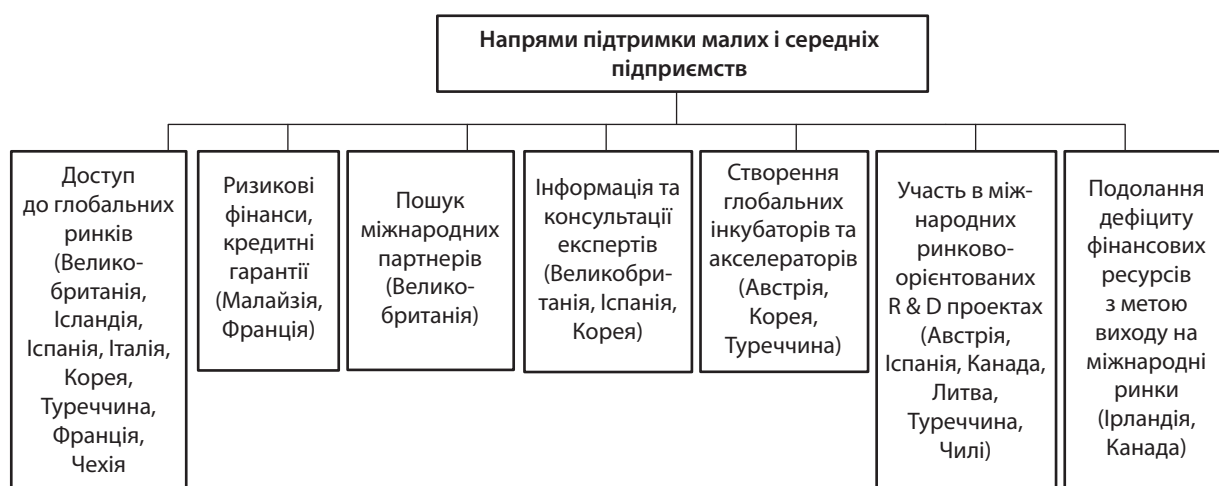 Напрями підтримки малих і середніх
підприємств
Доступ
до глобальних
ринків
(Велико-
британія,
Ісландія,
Іспанія, Італія,
Корея,
Туреччина,
Франція,
Чехія
Ризикові
фінанси,
кредитні
гарантії
(Малайзія,
Франція)
Пошук
міжнародних
партнерів
(Велико-
британія)
Інформація та
консультації
експертів
(Великобри-
танія, Іспанія,
Корея)
Створення
глобальних
інкубаторів та
акселераторів
(Австрія,
Корея,
Туреччина)
Участь в між-
народних
ринково-
орієнтованих
R & D проектах
(Австрія,
Іспанія, Канада,
Литва,
Туреччина,
Чилі)
Подолання
дефіциту
фінансових
ресурсів
з метою
виходу на
міжнародні
ринки
(Ірландія,
Канада)